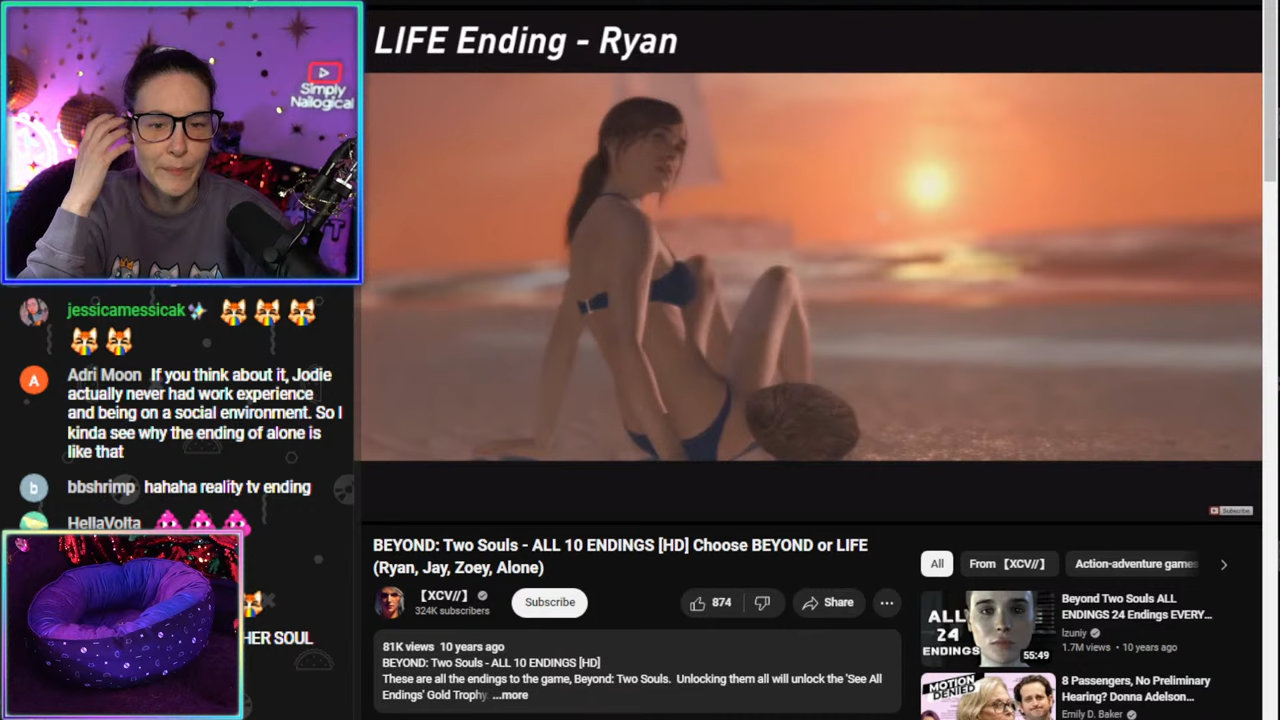 LIFE Ending - Ryan
Simply
Nailogical
jessicamessicak
Adri Moon If you think about it, Jodie
actually never had work experience
and being on a social environment. So I
kinda see why the ending of alone is
like that
b bbshrimp hahaha reality tv ending
HellaVolta
HER SOUL
A
Subscribe
BEYOND: Two Souls - ALL 10 ENDINGS [HD] Choose BEYOND or LIFE
(Ryan, Jay, Zoey, Alone)
【XCV//】
324K subscribers
Subscribe
874
Share
81K views 10 years ago
BEYOND: Two Souls - ALL 10 ENDINGS [HD]
These are all the endings to the game, Beyond: Two Souls. Unlocking them all will unlock the 'See All
Endings' Gold Trophy. ...more
All
From 【XCV//】
Action-adventure games
ALL
24
ENDINGS
55:49
Beyond Two Souls ALL
ENDINGS 24 Endings EVERY...
Izuniy
1.7M views • 10 years ago
MOTION
DENIED
8 Passengers, No Preliminary
Hearing? Donna Adelson...
Emily D. Baker